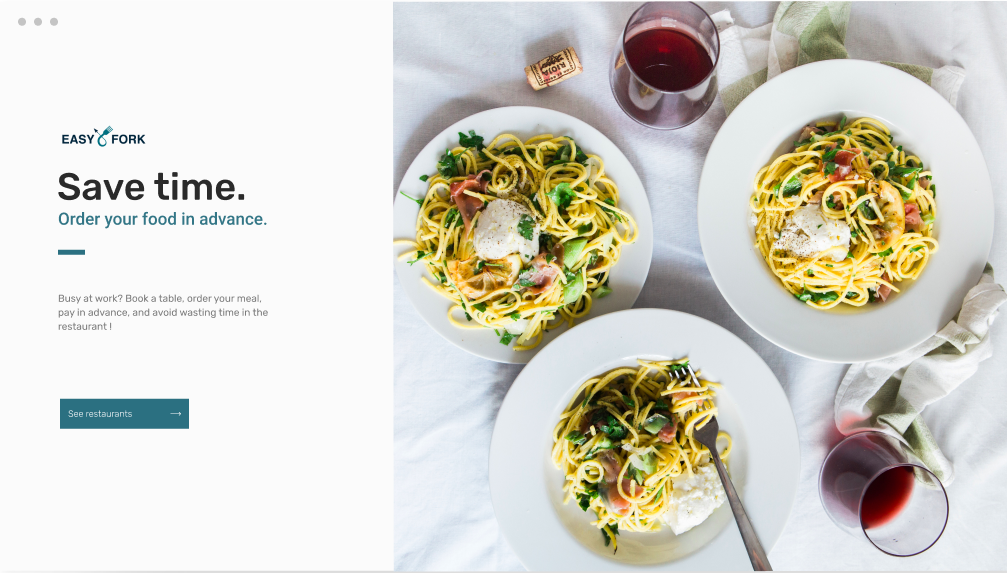 RIOJA
EASY FORK
Save time.
Order your food in advance.
Busy at work? Book a table, order your meal,
pay in advance, and avoid wasting time in the
restaurant !
See restaurants →